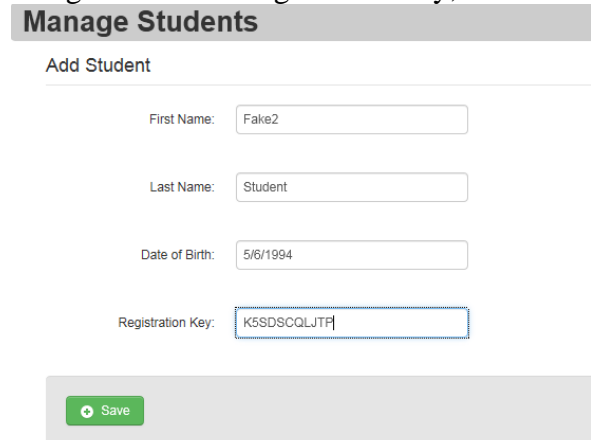 Manage Students
Add Student
First Name: Fake2
Last Name: Student
Date of Birth: 5/6/1994
Registration Key: K5SDSCQLJTP
Save